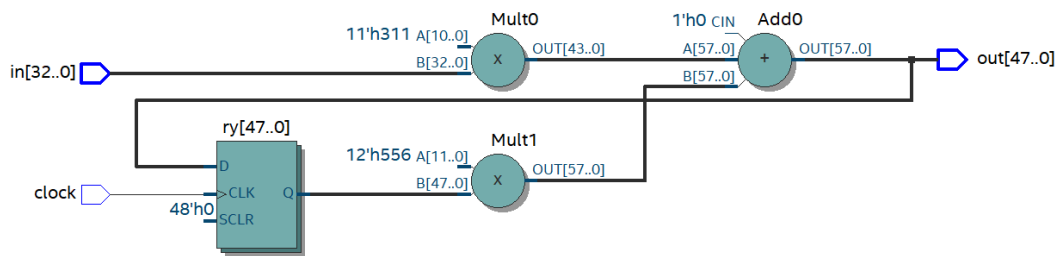 Mult0
1'h0 CIN
Add0
11'h311 A[10..0]
OUT[43..0]
A[57..0]
OUT[57..0]
in[32..0]
B[32..0]
out[47..0]
B[57..0]
ry[47..0]
Mult1
12'h556 A[11..0]
D
OUT[57..0]
B[47..0]
clock
CLK
Q
48'h0
SCLR
x
+
x